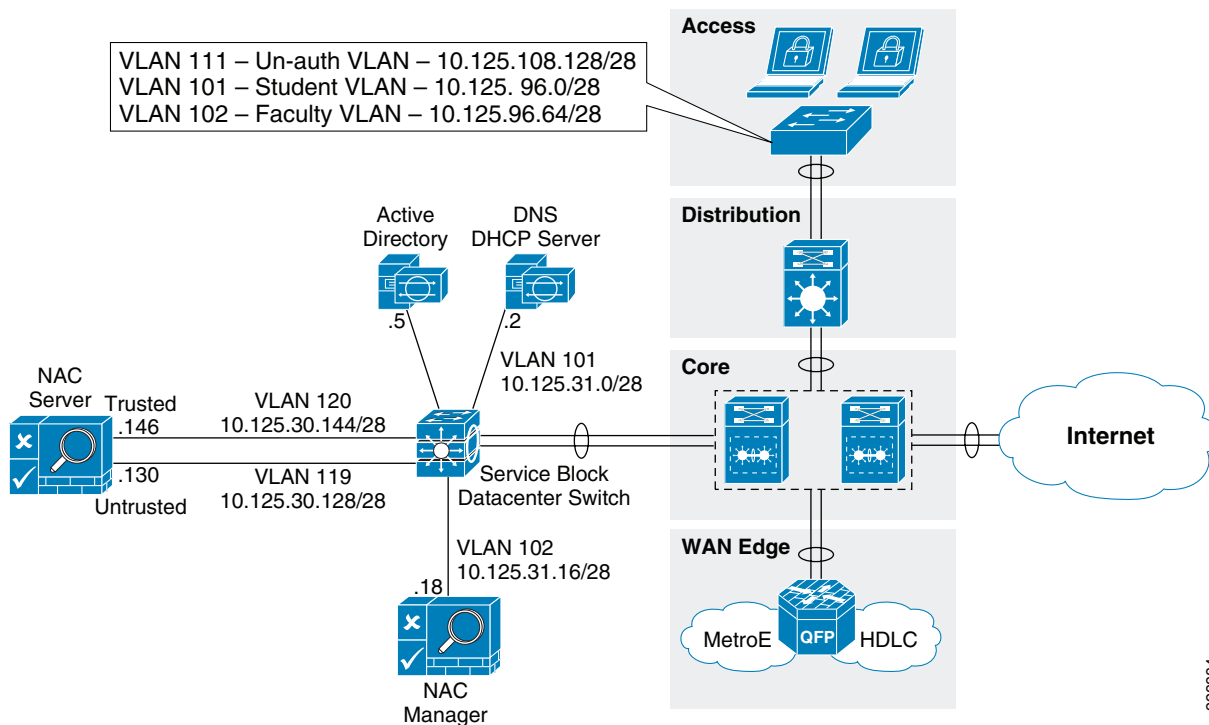 Access
VLAN 111 – Un-auth VLAN – 10.125.108.128/28
VLAN 101 – Student VLAN – 10.125. 96.0/28
VLAN 102 – Faculty VLAN – 10.125.96.64/28
Distribution
Active
Directory
DNS
DHCP Server
.5
.2
VLAN 101
10.125.31.0/28
Core
NAC
Server
Trusted
.146
VLAN 120
10.125.30.144/28
.130
Untrusted
VLAN 119
10.125.30.128/28
Service Block
Datacenter Switch
Internet
VLAN 102
10.125.31.16/28
.18
NAC
Manager
WAN Edge
MetroE
QFP
HDLC